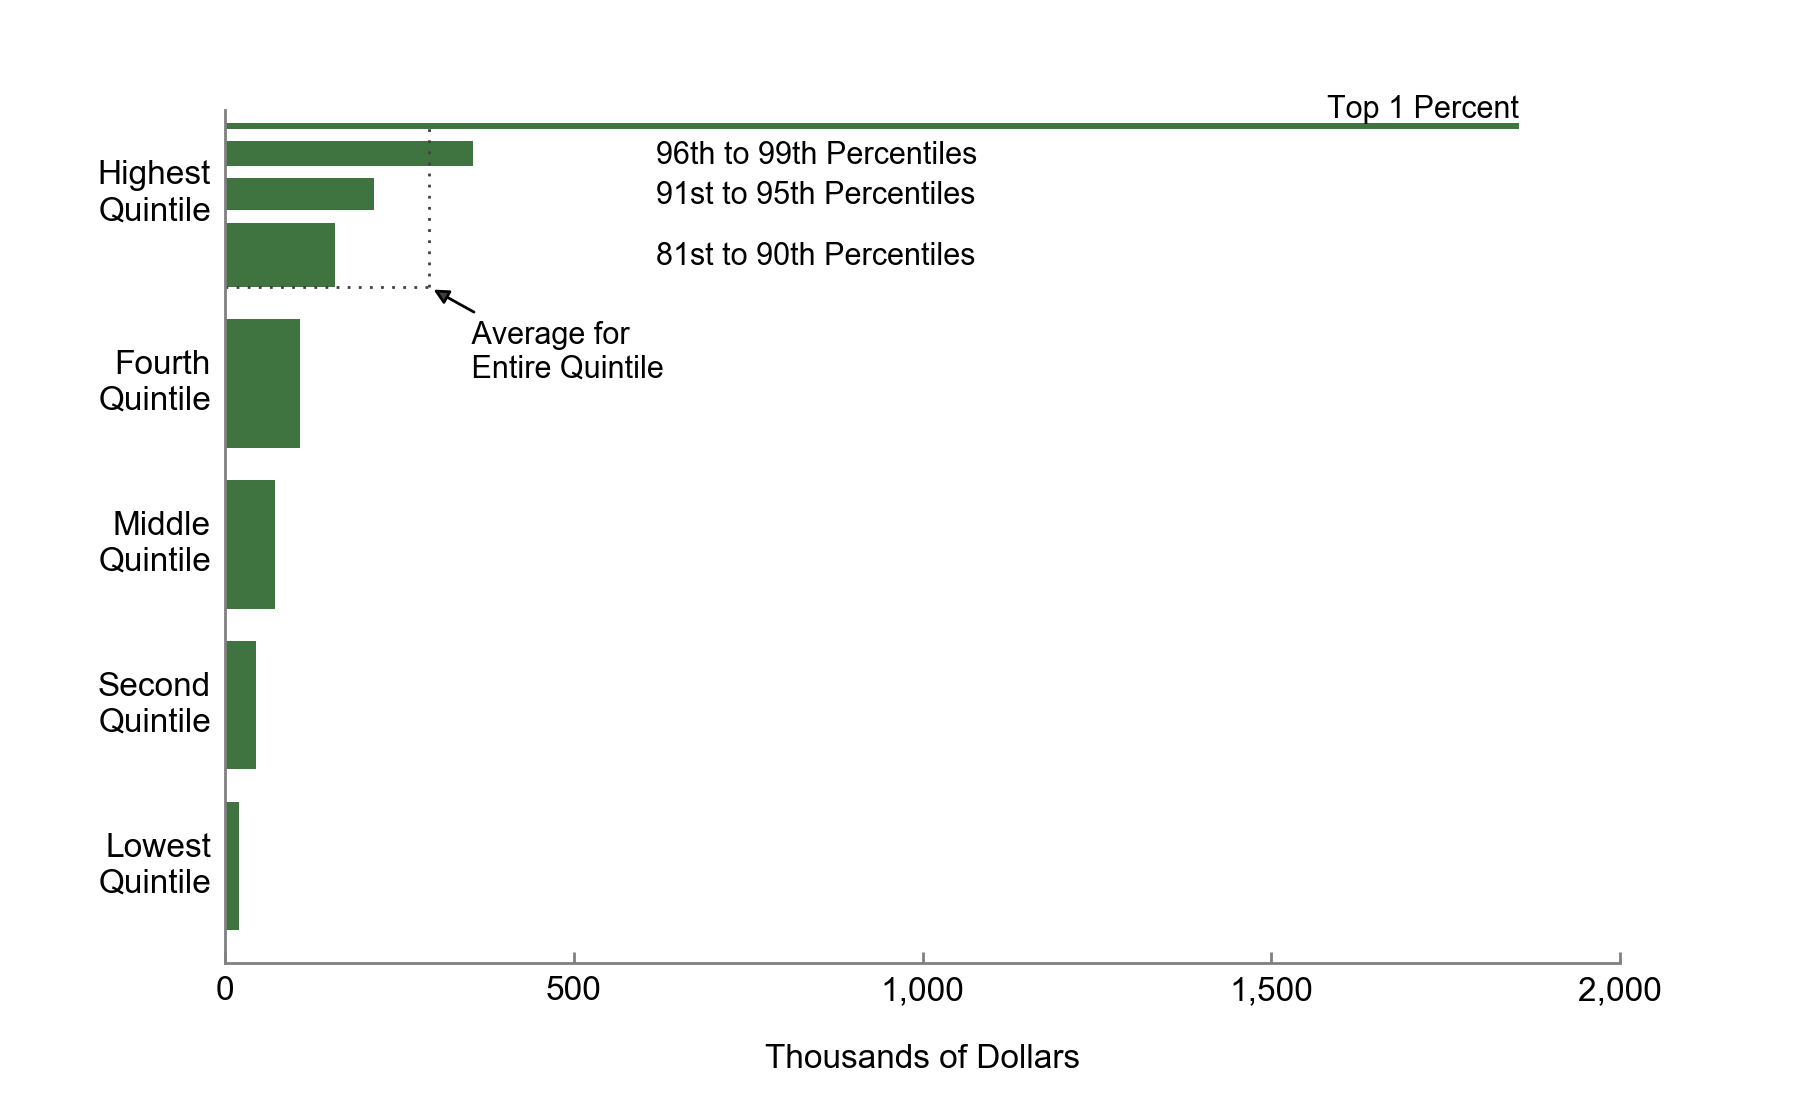 Top 1 Percent
Highest
Quintile
96th to 99th Percentiles
91st to 95th Percentiles
81st to 90th Percentiles
Average for
Entire Quintile
Fourth
Quintile
Middle
Quintile
Second
Quintile
Lowest
Quintile
0 500 1,000 1,500 2,000
Thousands of Dollars